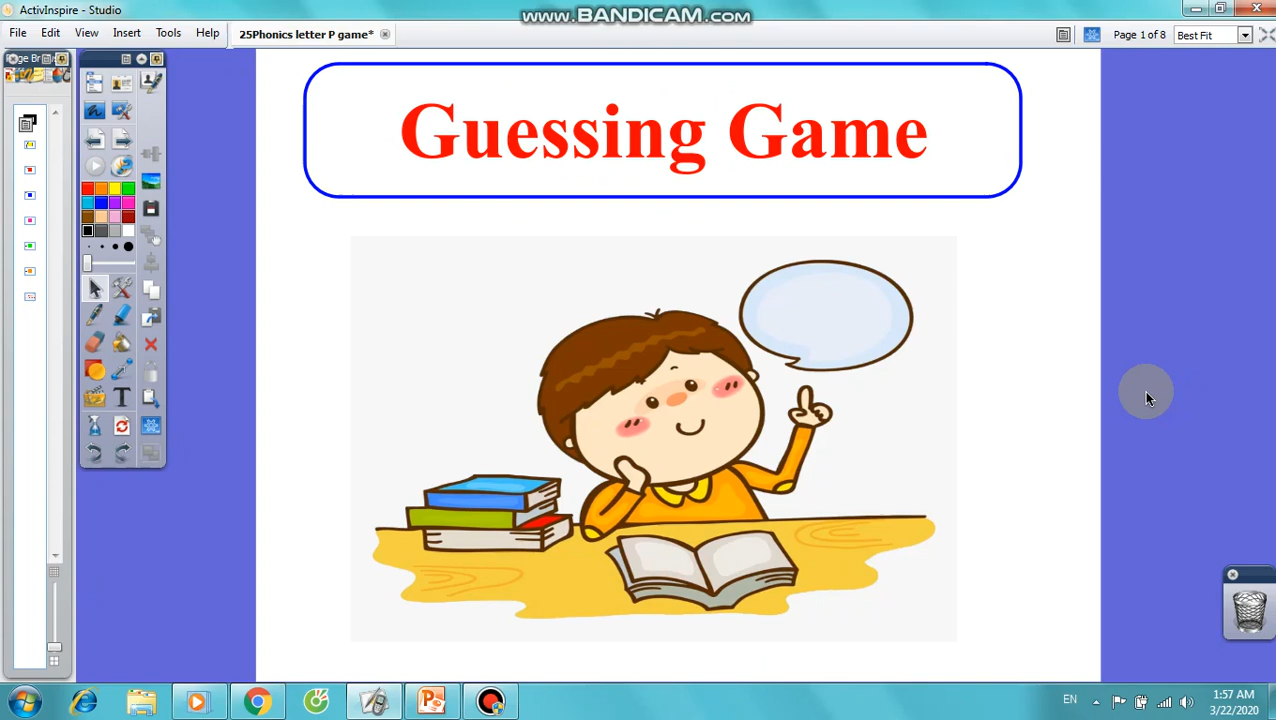 ActivInspire - Studio
www.BANDICAM.com
File Edit View Insert Tools Help
25Phonics letter P game*
Page 1 of 8
Best Fit
Guessing Game
EN
1:57 AM
3/22/2020